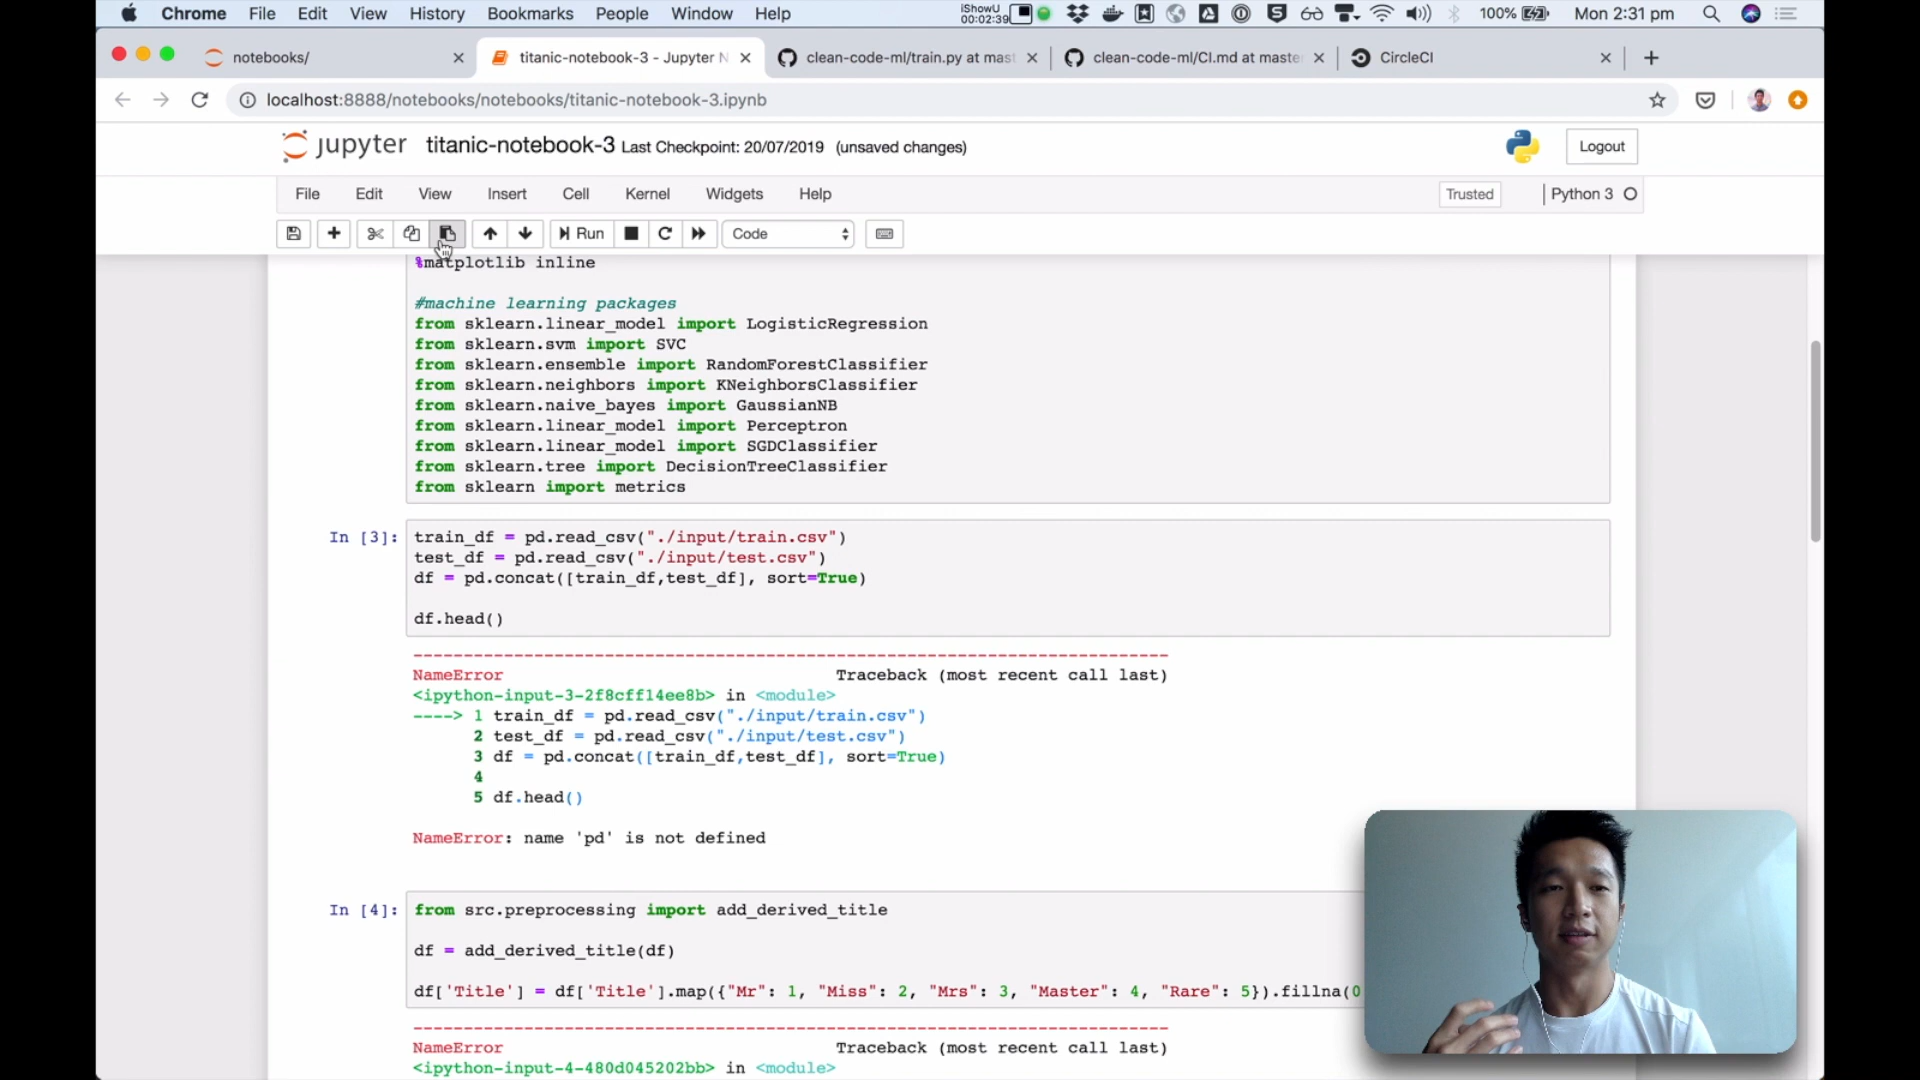 Chrome File Edit View History Bookmarks People Window Help iShowU 00:02:39 100% Mon 2:31 pm
notebooks/ titanic-notebook-3 - Jupyter N clean-code-ml/train.py at mast clean-code-ml/CI.md at maste CircleCI
localhost:8888/notebooks/notebooks/titanic-notebook-3.ipynb
jupyter titanic-notebook-3 Last Checkpoint: 20/07/2019 (unsaved changes) Logout
File Edit View Insert Cell Kernel Widgets Help Trusted Python 3
Run Code
%matplotlib inline
#machine learning packages
from sklearn.linear_model import LogisticRegression
from sklearn.svm import SVC
from sklearn.ensemble import RandomForestClassifier
from sklearn.neighbors import KNeighborsClassifier
from sklearn.naive_bayes import GaussianNB
from sklearn.linear_model import Perceptron
from sklearn.linear_model import SGDClassifier
from sklearn.tree import DecisionTreeClassifier
from sklearn import metrics
In [3]: train_df = pd.read_csv("./input/train.csv")
test_df = pd.read_csv("./input/test.csv")
df = pd.concat([train_df,test_df], sort=True)
df.head()
---------------------------------------------------------------------------
NameError Traceback (most recent call last)
<ipython-input-3-2f8cff14ee8b> in <module>
----> 1 train_df = pd.read_csv("./input/train.csv")
2 test_df = pd.read_csv("./input/test.csv")
3 df = pd.concat([train_df,test_df], sort=True)
4
5 df.head()
NameError: name 'pd' is not defined
In [4]: from src.preprocessing import add_derived_title
df = add_derived_title(df)
df['Title'] = df['Title'].map({"Mr": 1, "Miss": 2, "Mrs": 3, "Master": 4, "Rare": 5}).fillna(0
---------------------------------------------------------------------------
NameError Traceback (most recent call last)
<ipython-input-4-480d045202bb> in <module>